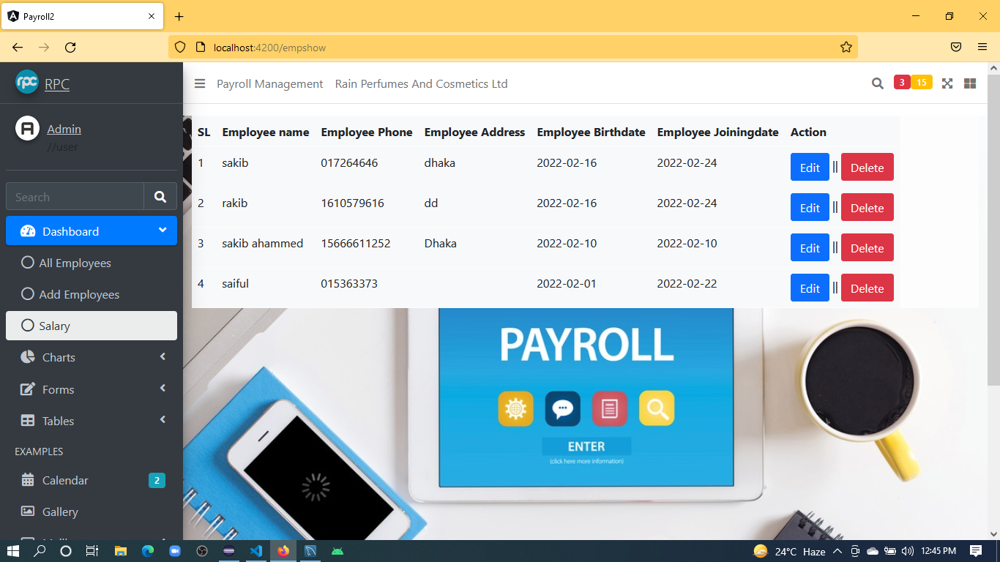 Payroll2
localhost:4200/empshow
rpc RPC
Payroll Management Rain Perfumes And Cosmetics Ltd 3 15
A Admin
//user
Search
Dashboard
All Employees
Add Employees
Salary
Charts
Forms
Tables
EXAMPLES
Calendar 2
Gallery
SL Employee name Employee Phone Employee Address Employee Birthdate Employee Joiningdate Action
1 sakib 017264646 dhaka 2022-02-16 2022-02-24 Edit || Delete
2 rakib 1610579616 dd 2022-02-16 2022-02-24 Edit || Delete
3 sakib ahammed 15666611252 Dhaka 2022-02-10 2022-02-10 Edit || Delete
4 saiful 015363373 2022-02-01 2022-02-22 Edit || Delete
PAYROLL
ENTER
(click here more information)
24°C Haze 12:45 PM